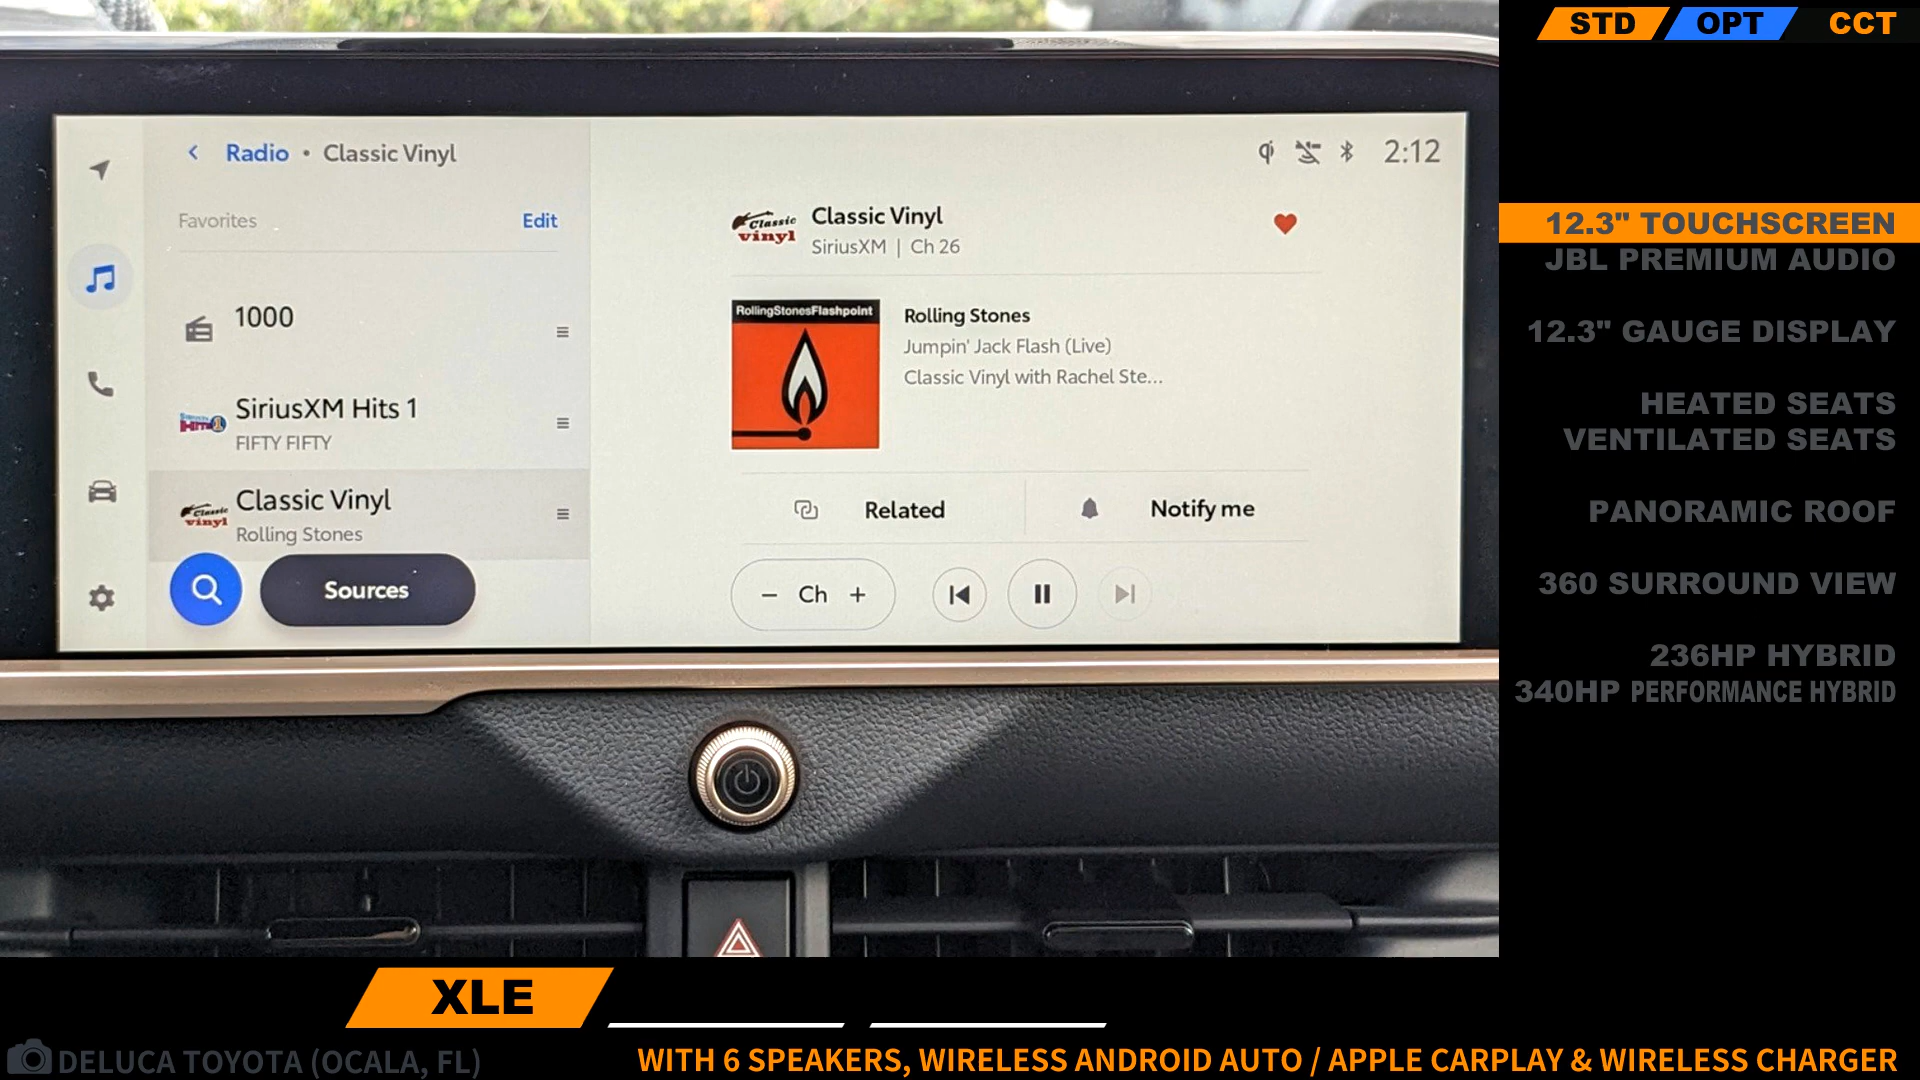 STD OPT CCT
Radio • Classic Vinyl
2:12
Favorites
Edit
1000
SiriusXM Hits 1
FIFTY FIFTY
Classic Vinyl
Rolling Stones
Sources
Classic vinyl
Classic Vinyl
SiriusXM | Ch 26
RollingStonesFlashpoint
Rolling Stones
Jumpin' Jack Flash (Live)
Classic Vinyl with Rachel Ste...
Related
Notify me
− Ch +
12.3" TOUCHSCREEN
JBL PREMIUM AUDIO
12.3" GAUGE DISPLAY
HEATED SEATS
VENTILATED SEATS
PANORAMIC ROOF
360 SURROUND VIEW
236HP HYBRID
340HP PERFORMANCE HYBRID
XLE
DELUCA TOYOTA (OCALA, FL)
WITH 6 SPEAKERS, WIRELESS ANDROID AUTO / APPLE CARPLAY & WIRELESS CHARGER